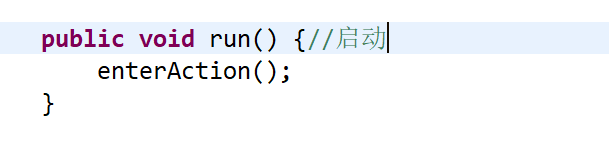 public void run() {//启动
    enterAction();
}